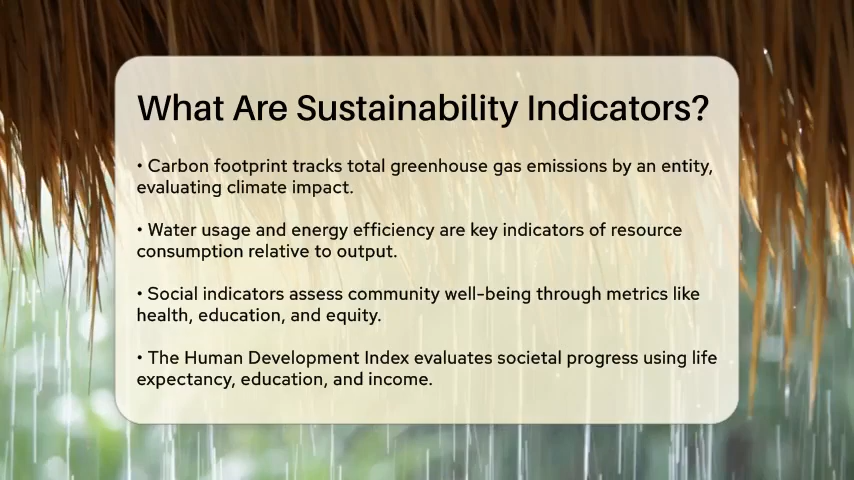 What Are Sustainability Indicators?
• Carbon footprint tracks total greenhouse gas emissions by an entity,
evaluating climate impact.
• Water usage and energy efficiency are key indicators of resource
consumption relative to output.
• Social indicators assess community well-being through metrics like
health, education, and equity.
• The Human Development Index evaluates societal progress using life
expectancy, education, and income.